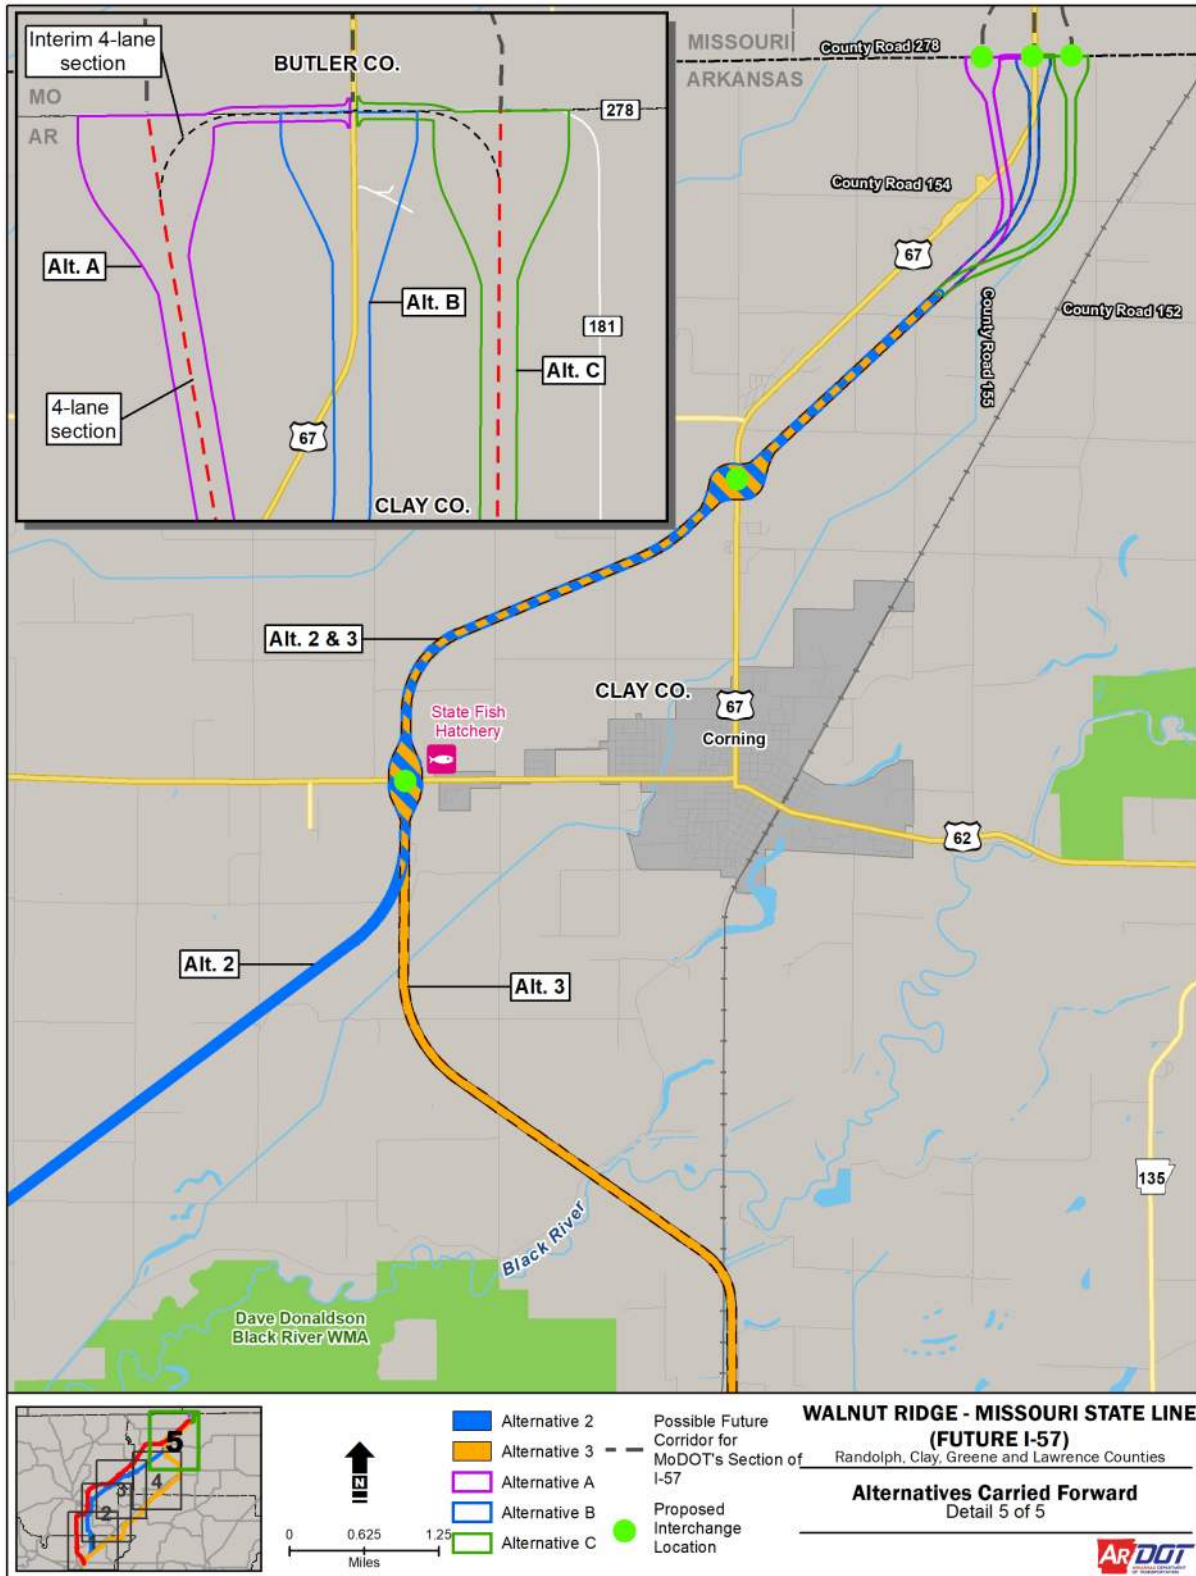 Interim 4-lane
section
BUTLER CO.
MO
AR
278
Alt. A
Alt. B
181
Alt. C
4-lane
section
67
CLAY CO.
MISSOURI
ARKANSAS
County Road 278
County Road 154
67
County Road 152
County Road 155
Alt. 2 & 3
CLAY CO.
State Fish
Hatchery
67
Corning
62
Alt. 2
Alt. 3
135
Black River
Dave Donaldson
Black River WMA
5
4
3
2
N
0 0.625 1.25
Miles
Alternative 2
Alternative 3
Alternative A
Alternative B
Alternative C
Possible Future
Corridor for
MoDOT's Section of
I-57
Proposed
Interchange
Location
WALNUT RIDGE - MISSOURI STATE LINE
(FUTURE I-57)
Randolph, Clay, Greene and Lawrence Counties
Alternatives Carried Forward
Detail 5 of 5
ARDOT
ARKANSAS DEPARTMENT
OF TRANSPORTATION